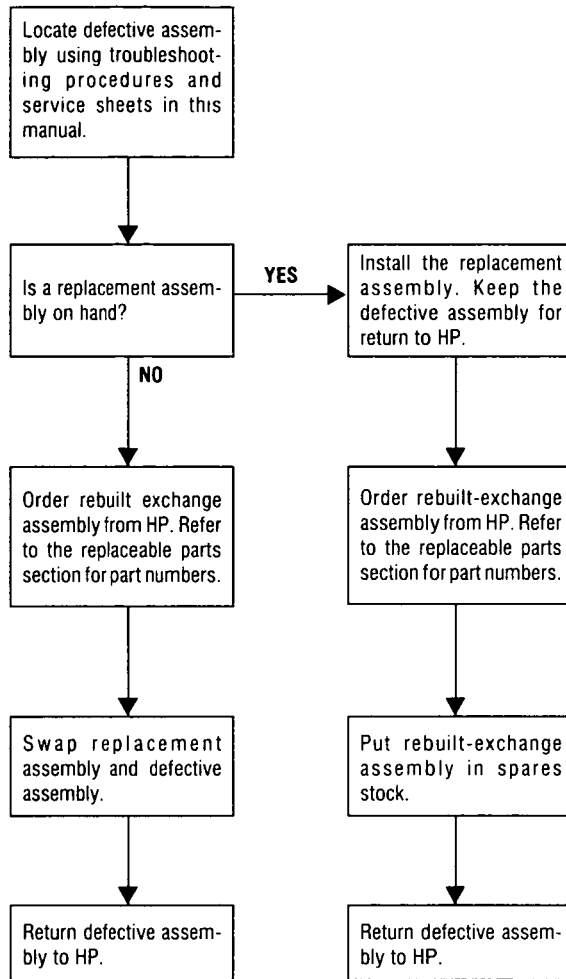 Locate defective assem-
bly using troubleshoot-
ing procedures and
service sheets in this
manual.
Is a replacement assem-
bly on hand?
YES
Install the replacement
assembly. Keep the
defective assembly for
return to HP.
NO
Order rebuilt exchange
assembly from HP. Refer
to the replaceable parts
section for part numbers.
Order rebuilt-exchange
assembly from HP. Refer
to the replaceable parts
section for part numbers.
Swap replacement
assembly and defective
assembly.
Put rebuilt-exchange
assembly in spares
stock.
Return defective assem-
bly to HP.
Return defective assem-
bly to HP.